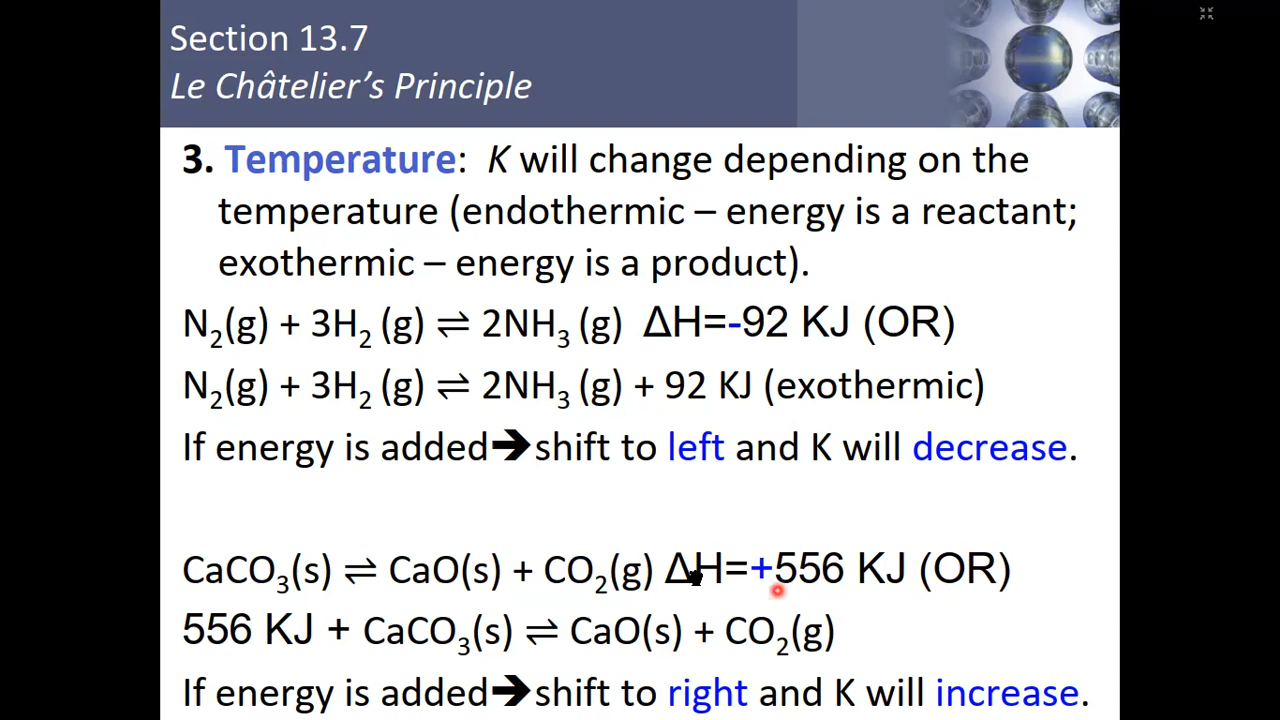 Section 13.7
Le Châtelier’s Principle
3. Temperature: K will change depending on the
temperature (endothermic – energy is a reactant;
exothermic – energy is a product).
N₂(g) + 3H₂ (g) ⇌ 2NH₃ (g) ΔH=-92 KJ (OR)
N₂(g) + 3H₂ (g) ⇌ 2NH₃ (g) + 92 KJ (exothermic)
If energy is added➔shift to left and K will decrease.
CaCO₃(s) ⇌ CaO(s) + CO₂(g) ΔH=+556 KJ (OR)
556 KJ + CaCO₃(s) ⇌ CaO(s) + CO₂(g)
If energy is added➔shift to right and K will increase.